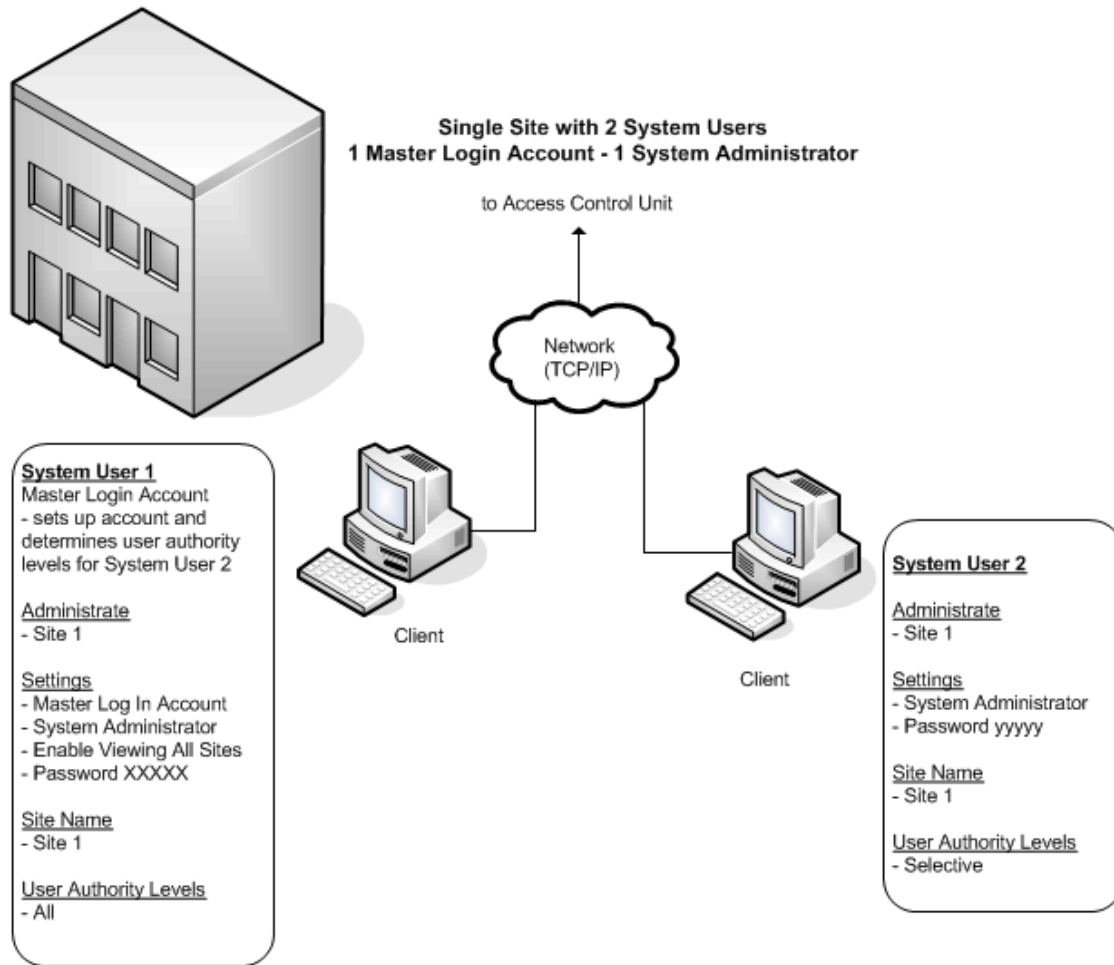 Single Site with 2 System Users
1 Master Login Account - 1 System Administrator
to Access Control Unit
Network
(TCP/IP)
System User 1
Master Login Account
- sets up account and
determines user authority
levels for System User 2
Administrate
- Site 1
Settings
- Master Log In Account
- System Administrator
- Enable Viewing All Sites
- Password XXXXX
Site Name
- Site 1
User Authority Levels
- All
Client
Client
System User 2
Administrate
- Site 1
Settings
- System Administrator
- Password yyyyy
Site Name
- Site 1
User Authority Levels
- Selective